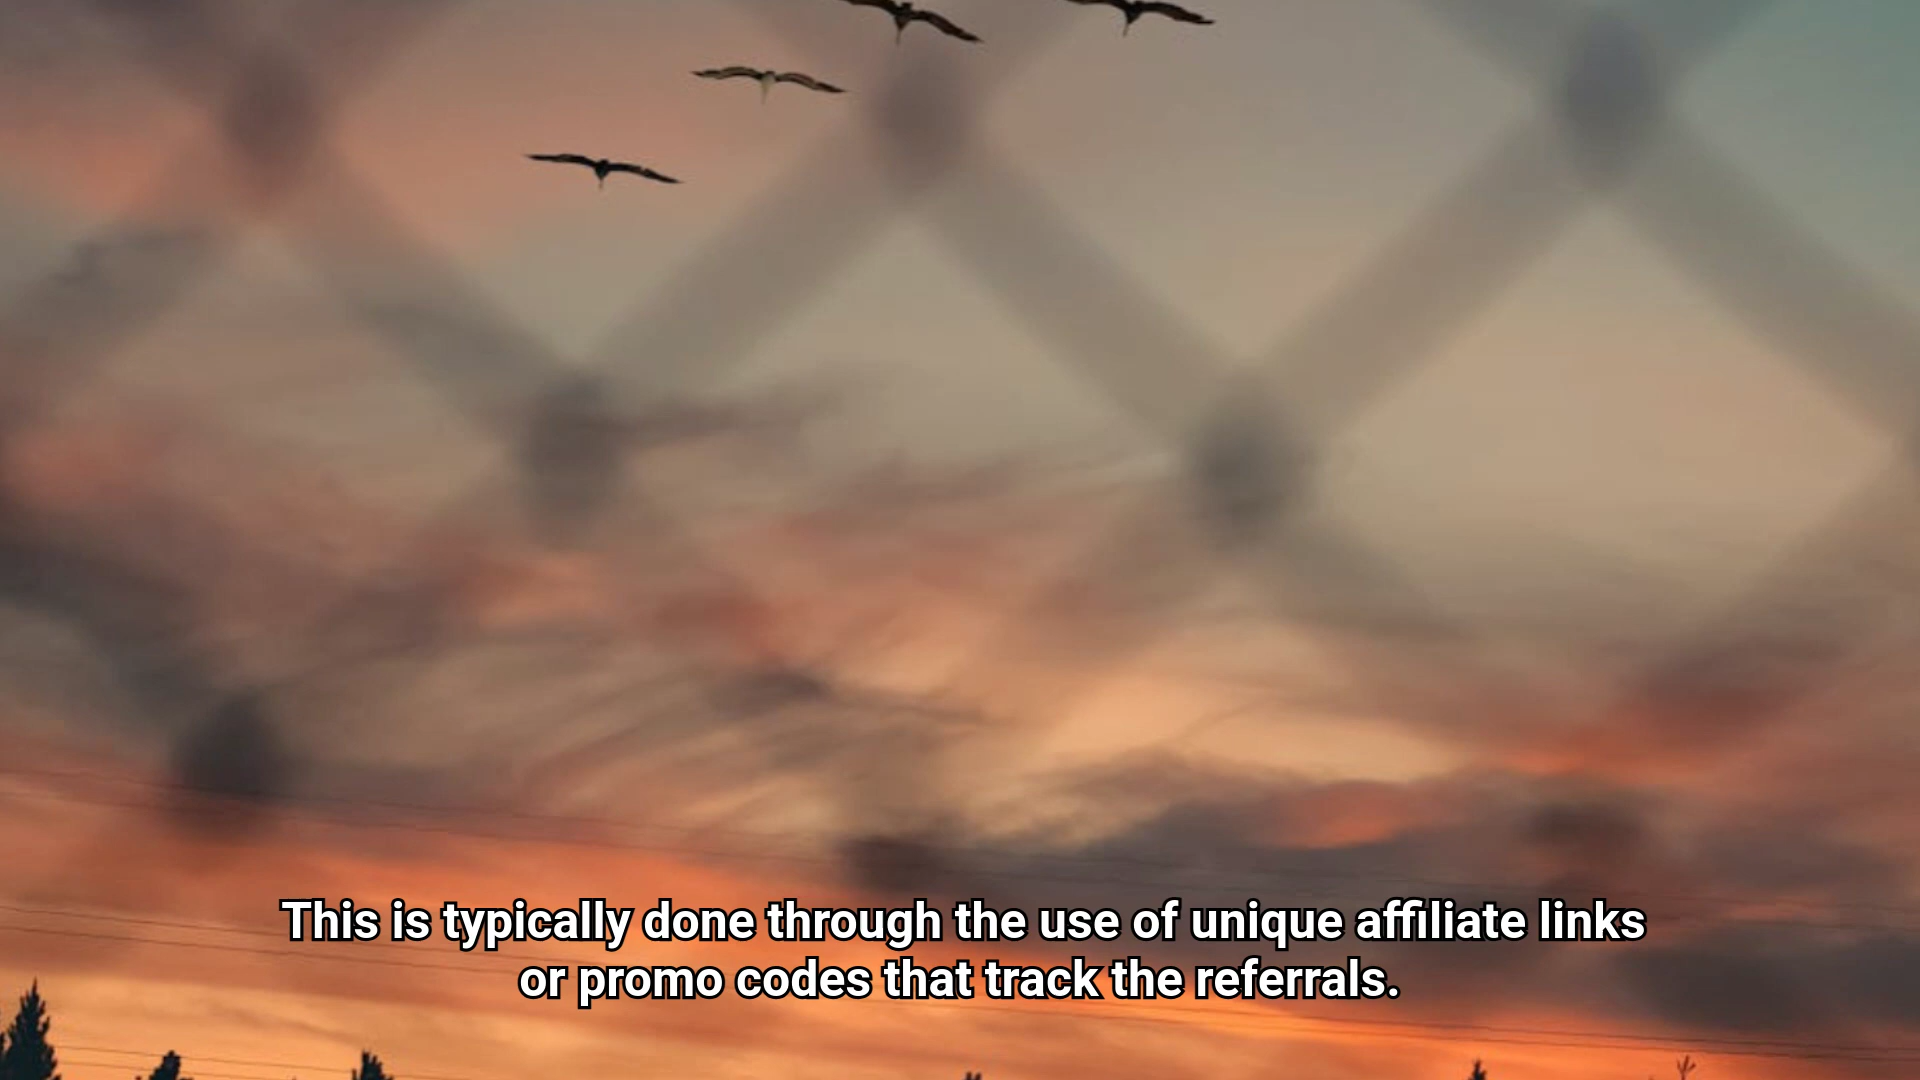 This is typically done through the use of unique affiliate links
or promo codes that track the referrals.